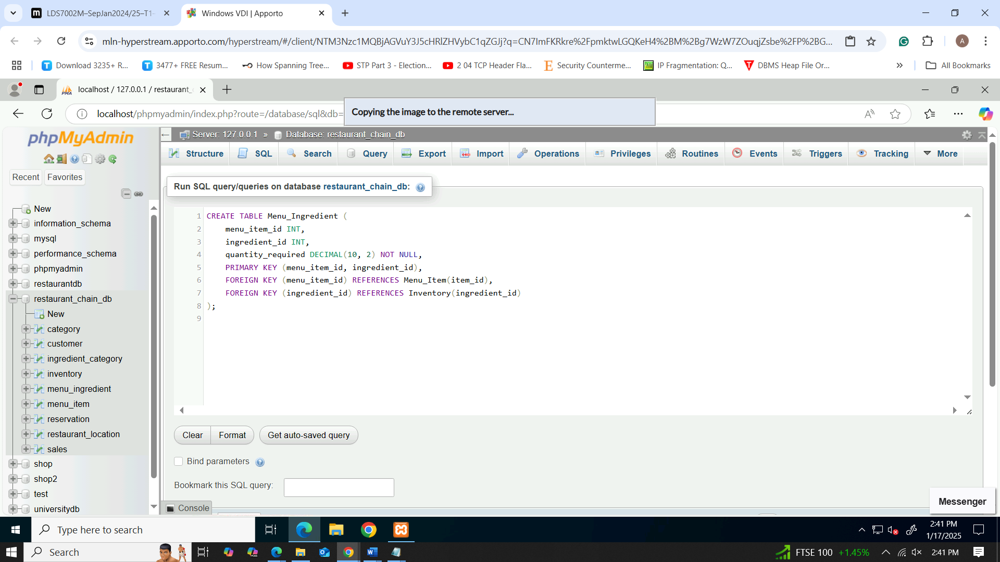 LDS7002M–SepJan2024/25–T1-
Windows VDI | Apporto
mln-hyperstream.apporto.com/hyperstream/#/client/NTM3Nzc1MQBjAGVuY3J5cHRlZHVybC1qZGJj?q=CN7ImFKRkre%2FpmktwLGQKeH4%2BM%2Bg7WzW7ZOuqjZsbe%2FP%2BG...
A
Download 3235+ R...
3477+ FREE Resum...
How Spanning Tree...
STP Part 3 - Election...
2 04 TCP Header Fla...
Security Counterme...
IP Fragmentation: Q...
DBMS Heap File Or...
All Bookmarks
localhost / 127.0.0.1 / restaurant_
localhost/phpmyadmin/index.php?route=/database/sql&db=
Copying the image to the remote server...
phpMyAdmin
Recent
Favorites
New
information_schema
mysql
performance_schema
phpmyadmin
restaurantdb
restaurant_chain_db
New
category
customer
ingredient_category
inventory
menu_ingredient
menu_item
reservation
restaurant_location
sales
shop
shop2
test
universitydb
Server: 127.0.0.1 » Database: restaurant_chain_db
Structure
SQL
Search
Query
Export
Import
Operations
Privileges
Routines
Events
Triggers
Tracking
More
Run SQL query/queries on database restaurant_chain_db:
1 CREATE TABLE Menu_Ingredient (
2 menu_item_id INT,
3 ingredient_id INT,
4 quantity_required DECIMAL(10, 2) NOT NULL,
5 PRIMARY KEY (menu_item_id, ingredient_id),
6 FOREIGN KEY (menu_item_id) REFERENCES Menu_Item(item_id),
7 FOREIGN KEY (ingredient_id) REFERENCES Inventory(ingredient_id)
8 );
9
Clear
Format
Get auto-saved query
Bind parameters
Bookmark this SQL query:
Console
Messenger
Type here to search
2:41 PM
1/17/2025
Search
FTSE 100 +1.45%
2:41 PM